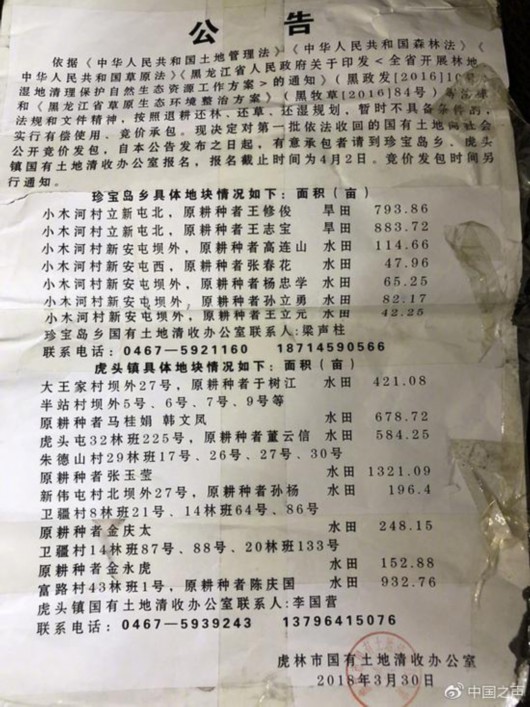 公告
依据《中华人民共和国土地管理法》《中华人民共和国森林法》《
中华人民共和国草原法》《黑龙江省人民政府关于印发<全省开展林地
湿地清理保护自然生态资源工作方案>的通知》(黑政发[2016]10号
和《黑龙江省草原生态环境整治方案》(黑牧草[2016]84号)等
法规和文件精神,按照退耕还林、还草、还湿规划,暂时不具备条件的,
实行有偿使用、竞价承包。现决定对第一批依法收回的国有土地向社会
公开竞价发包,自本公告发布之日起,有意承包者请到珍宝岛乡、虎头
镇国有土地清收办公室报名,报名截止时间为4月2日。竞价发包时间另
行通知。
珍宝岛乡具体地块情况如下:面积(亩)
小木河村立新屯北,原耕种者王修俊 旱田 793.86
小木河村立新屯北,原耕种者王志宝 旱田 883.72
小木河村新安屯坝外,原耕种者高连山 水田 114.66
小木河村新安屯西,原耕种者张春花 水田 47.96
小木河村新安屯坝外,原耕种者杨忠学 水田 65.25
小木河村新安屯坝外,原耕种者孙立勇 水田 82.17
小木河村新安屯坝外,原耕种者王立元 水田 42.25
珍宝岛乡国有土地清收办公室联系人:梁声柱
联系电话:0467—5921160 18714590566
虎头镇具体地块情况如下:面积(亩)
大王家村坝外27号,原耕种者于树江 水田 421.08
半站村坝外5号、6号、7号、9号等
原耕种者马桂娟 韩文凤 水田 678.72
虎头屯32林班225号,原耕种者董云信 水田 584.25
朱德山村29林班17号、26号、27号、30号
原耕种者张玉莹 水田 1321.09
新伟屯村北坝外27号,原耕种者孙杨 水田 196.4
卫疆村8林班21号、14林班64号、86号
原耕种者金庆太 水田 248.15
卫疆村14林班87号、88号、20林班133号
原耕种者金永虎 水田 152.88
富路村43林班1号,原耕种者陈庆国 水田 932.76
虎头镇国有土地清收办公室联系人:李国营
联系电话:0467—5939243 13796415076
虎林市国有土地清收办公室
2018年3月30日
中国之声